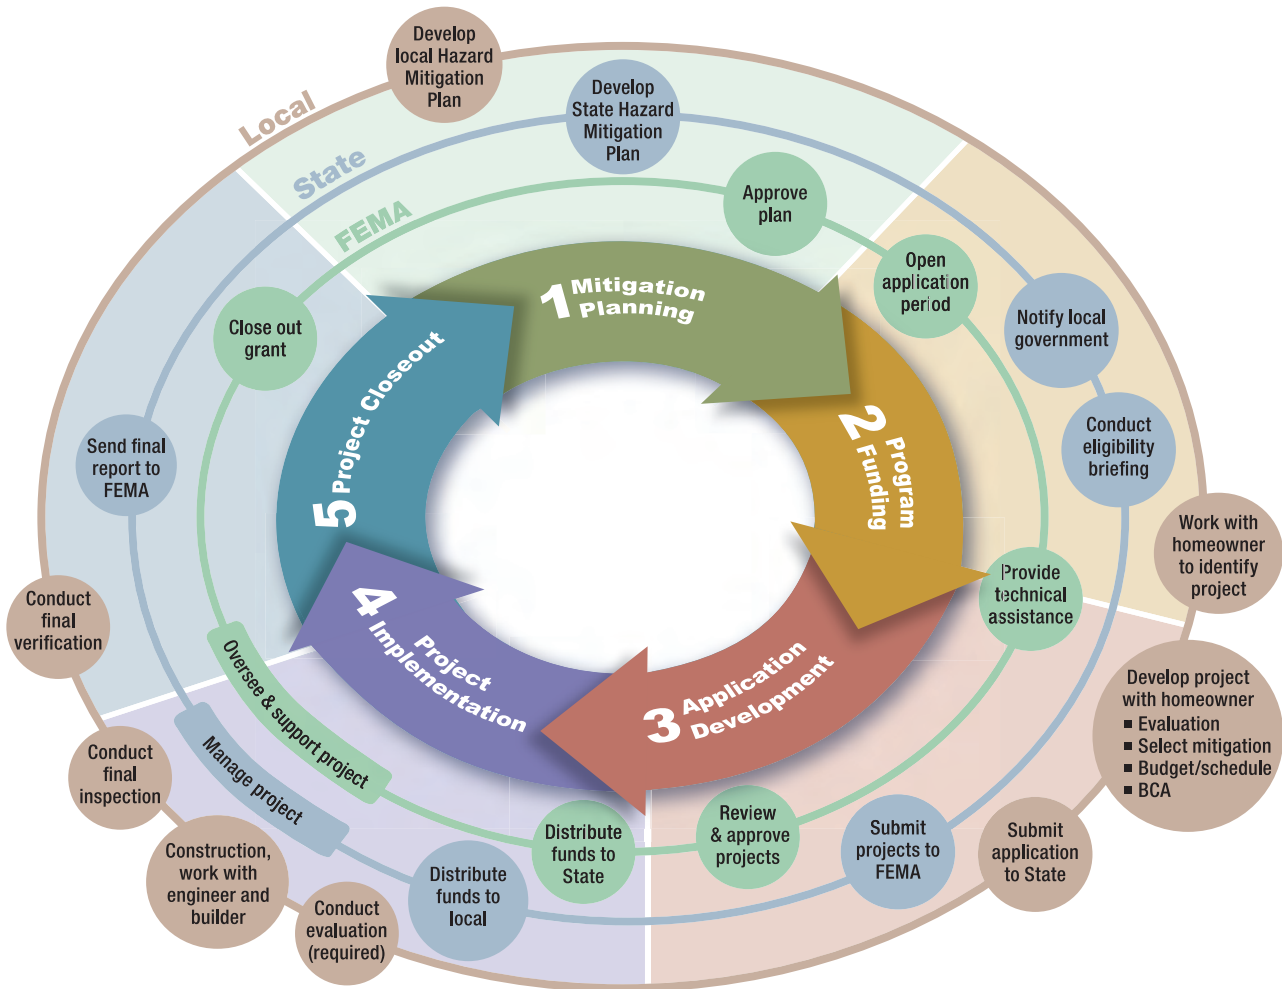 Local
State
FEMA
Develop
local Hazard
Mitigation
Plan
Develop
State Hazard
Mitigation
Plan
Approve
plan
Open
application
period
Notify local
government
Conduct
eligibility
briefing
Work with
homeowner
to identify
project
Provide
technical
assistance
Develop project
with homeowner
■ Evaluation
■ Select mitigation
■ Budget/schedule
■ BCA
Submit
application
to State
Submit
projects to
FEMA
Review
& approve
projects
Distribute
funds to
State
Distribute
funds to
local
Conduct
evaluation
(required)
Construction,
work with
engineer and
builder
Conduct
final
inspection
Manage project
Oversee & support project
Conduct
final
verification
Send final
report to
FEMA
Close out
grant
1 Mitigation
Planning
2 Program
Funding
3 Application
Development
4 Project
Implementation
5 Project Closeout